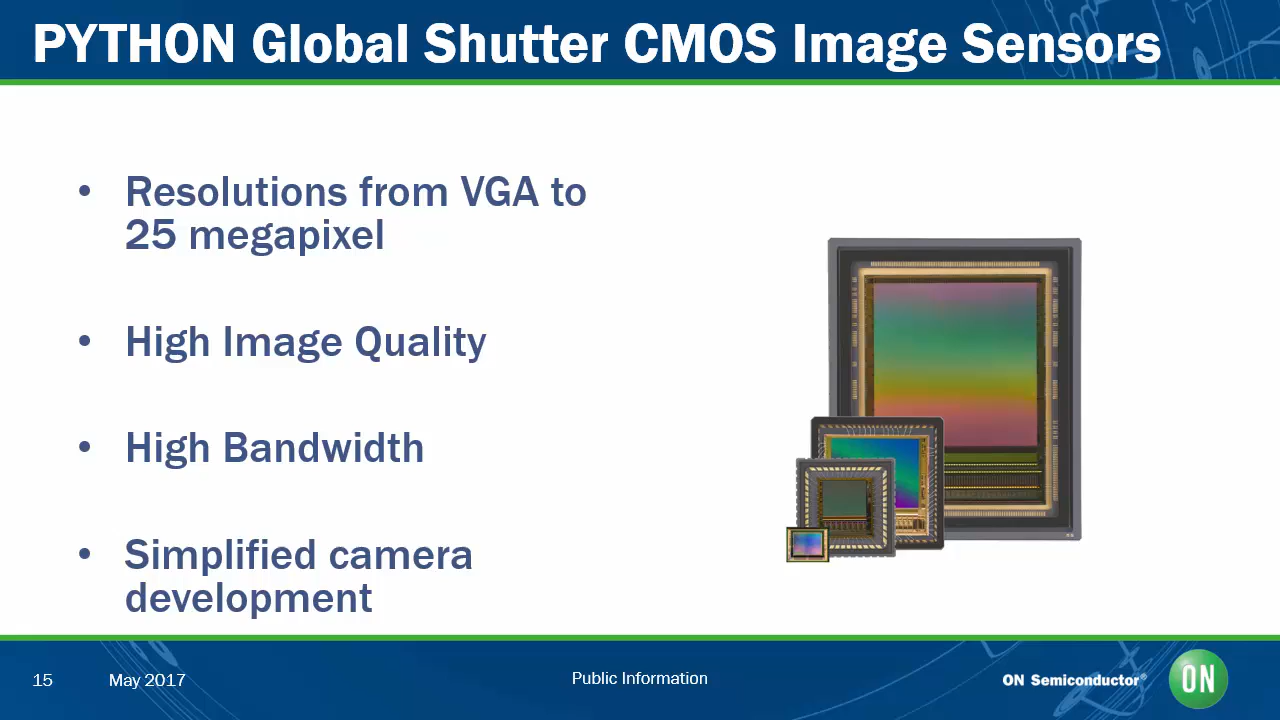 PYTHON Global Shutter CMOS Image Sensors
• Resolutions from VGA to
25 megapixel
• High Image Quality
• High Bandwidth
• Simplified camera
development
15 May 2017 Public Information ON Semiconductor® ON